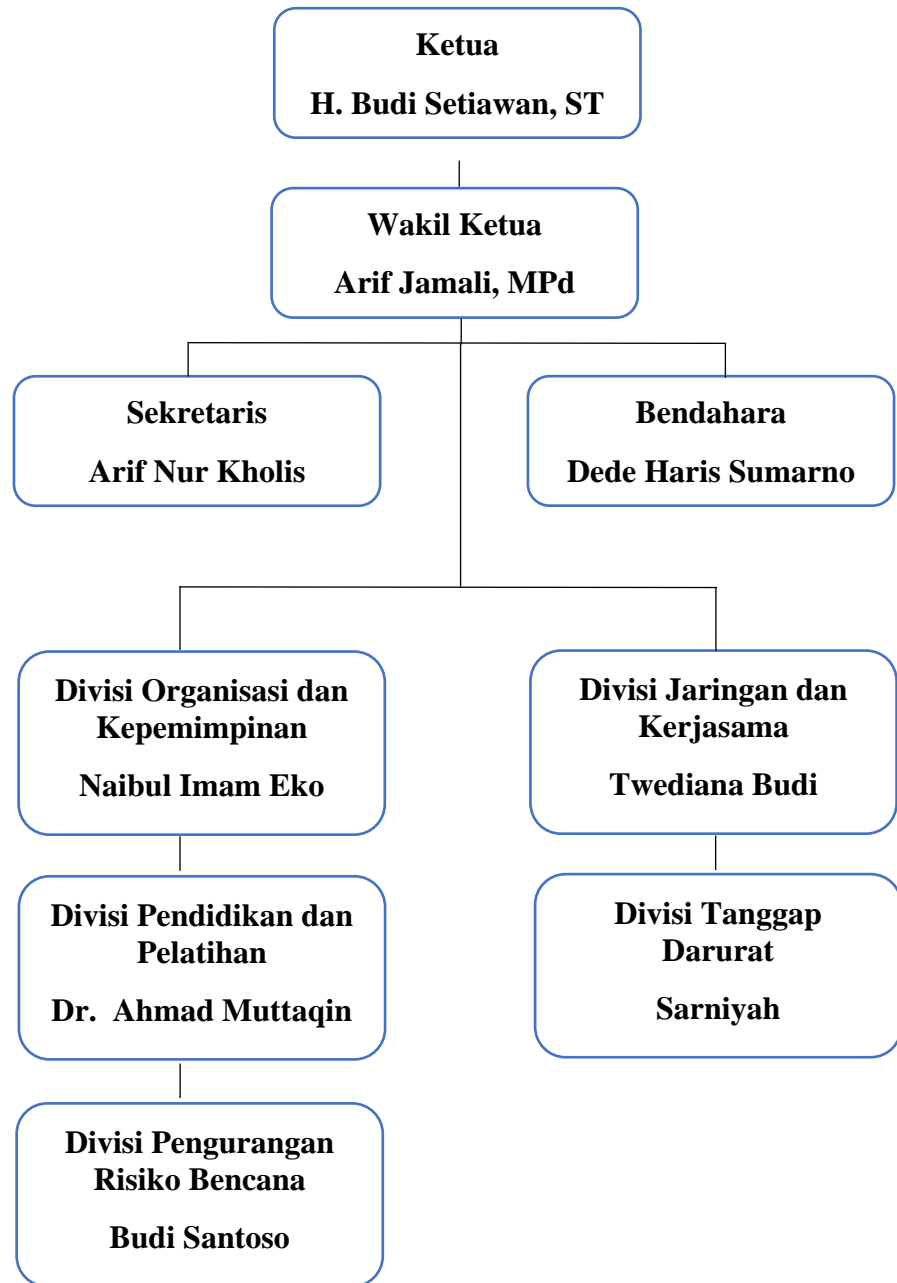 Ketua
H. Budi Setiawan, ST
Wakil Ketua
Arif Jamali, MPd
Sekretaris
Arif Nur Kholis
Bendahara
Dede Haris Sumarno
Divisi Organisasi dan
Kepemimpinan
Naibul Imam Eko
Divisi Jaringan dan
Kerjasama
Twediana Budi
Divisi Pendidikan dan
Pelatihan
Dr.  Ahmad Muttaqin
Divisi Tanggap
Darurat
Sarniyah
Divisi Pengurangan
Risiko Bencana
Budi Santoso